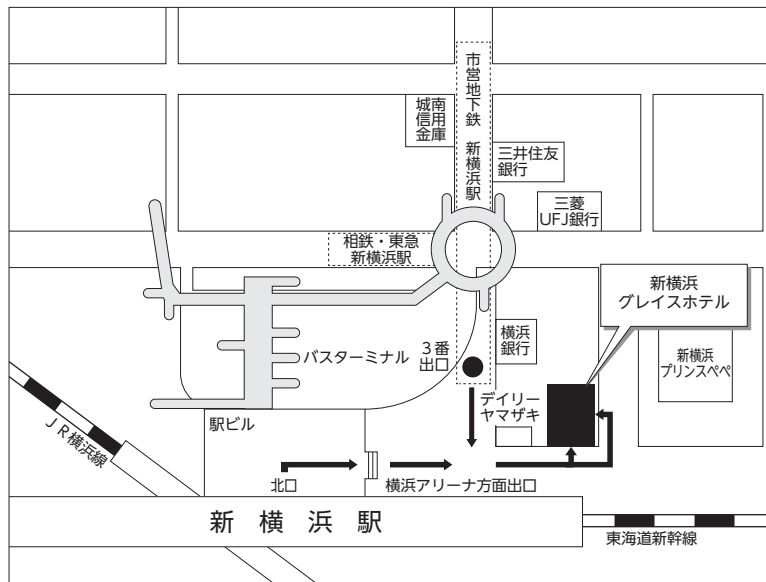 市営地下鉄 新横浜駅
城南
信用
金庫
三井住友
銀行
三菱
UFJ銀行
相鉄・東急
新横浜駅
新横浜
グレイスホテル
横浜
銀行
3番
出口
バスターミナル
新横浜
プリンスペペ
デイリー
ヤマザキ
駅ビル
JR横浜線
北口
横浜アリーナ方面出口
新横浜駅
東海道新幹線